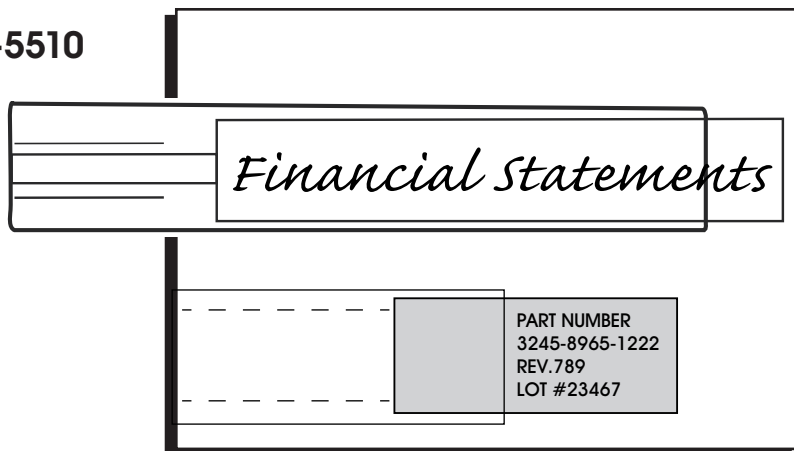 -5510
Financial Statements
PART NUMBER
3245-8965-1222
REV.789
LOT #23467